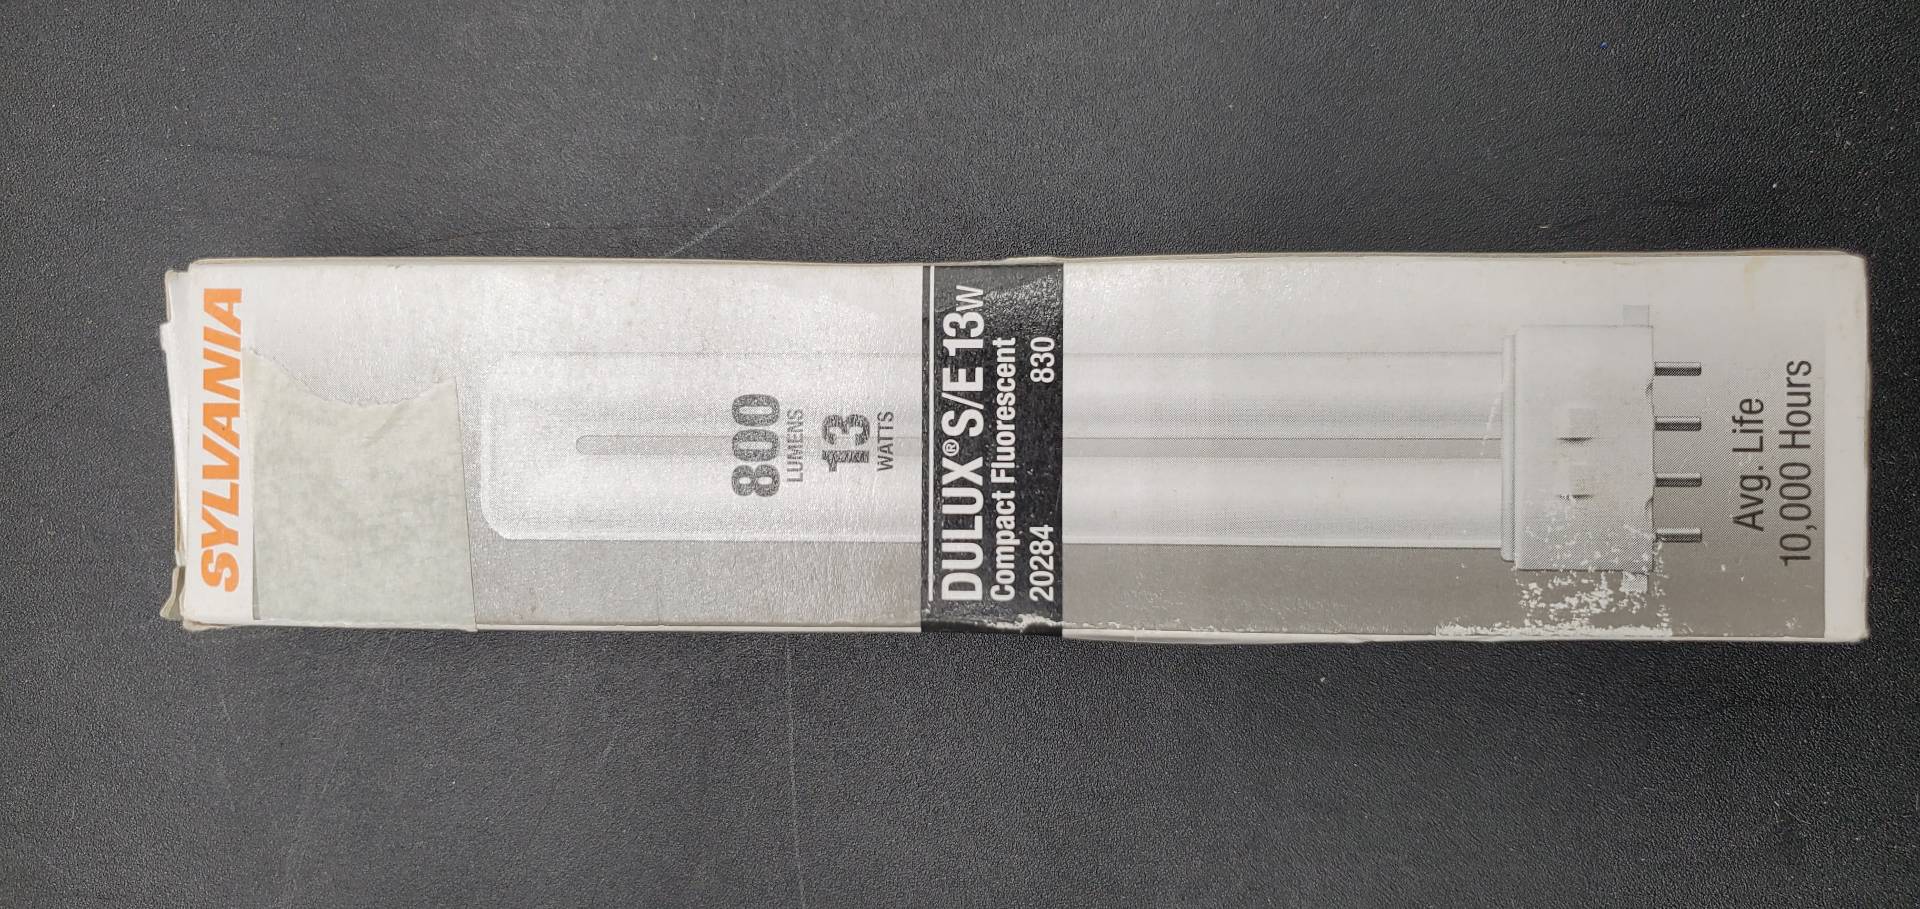 SYLVANIA
800
LUMENS
13
WATTS
DULUX® S/E 13W
Compact Fluorescent
20284 830
Avg. Life
10,000 Hours